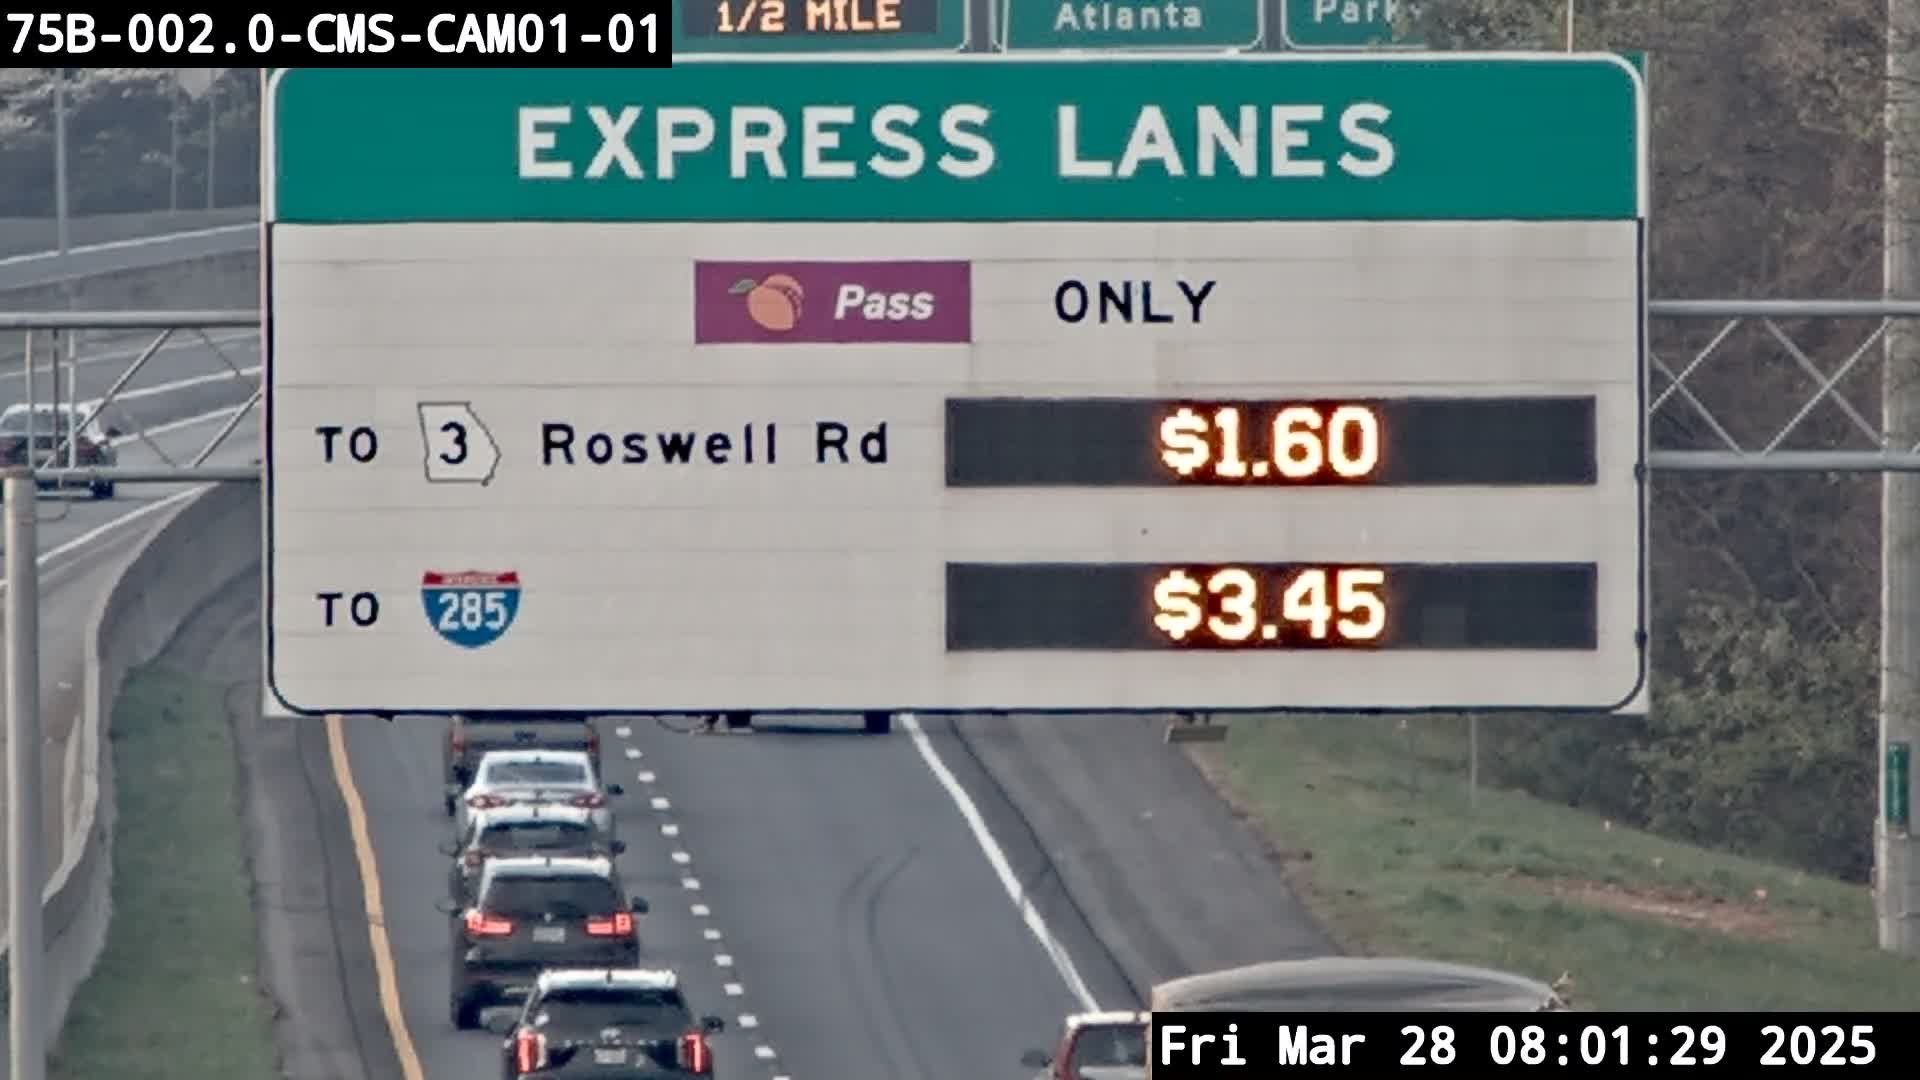 75B-002.0-CMS-CAM01-01
1/2 MILE
Atlanta
EXPRESS LANES
Pass ONLY
TO 3 Roswell Rd $1.60
TO 285 $3.45
Fri Mar 28 08:01:29 2025